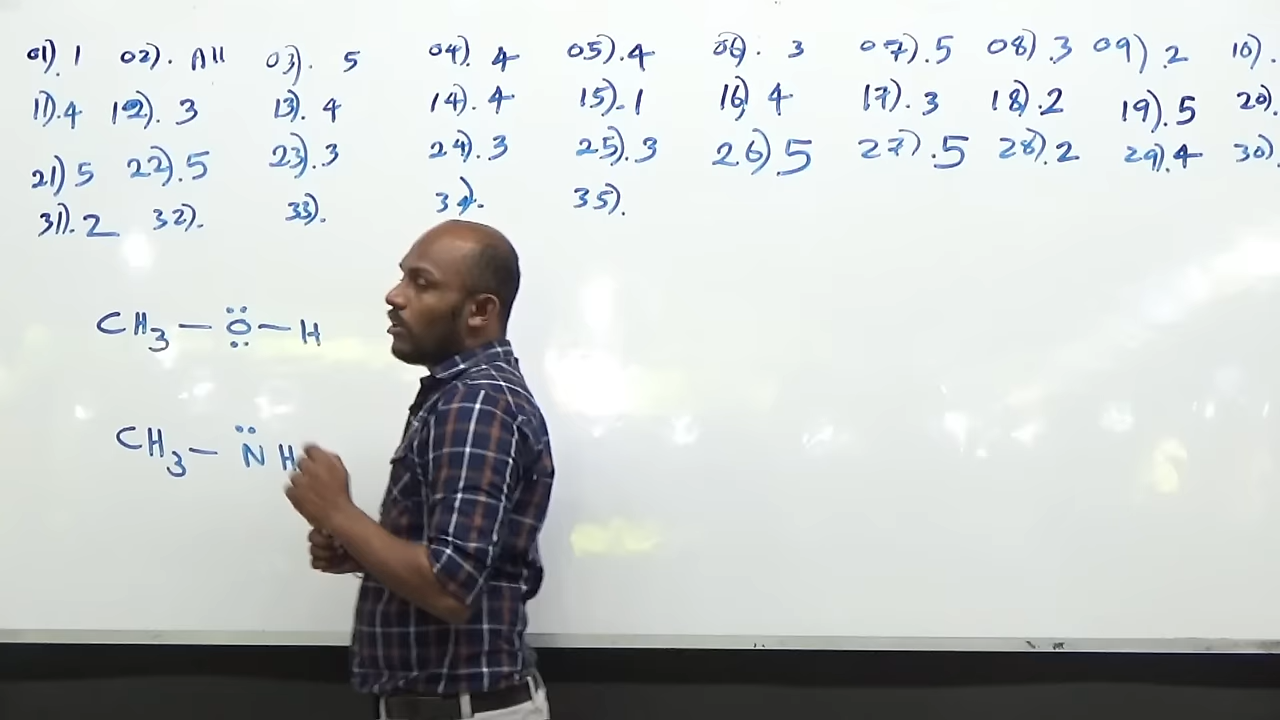 01). 1 02). All 03). 5 04). 4 05). 4 06). 3 07). 5 08). 3 09). 2 10).
11). 4 12). 3 13). 4 14). 4 15). 1 16) 4 17). 3 18). 2 19). 5 20).
21) 5 22). 5 23). 3 24). 3 25). 3 26) 5 27). 5 28). 2 29). 4 30).
31). 2 32). 33). 34). 35).
CH3 — Ö̤ — H
CH3 — N̈ H